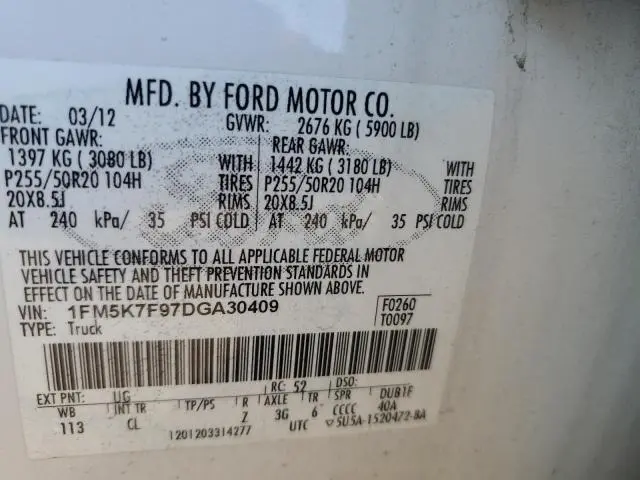 MFD. BY FORD MOTOR CO.
DATE: 03/12 GVWR: 2676 KG ( 5900 LB)
FRONT GAWR: REAR GAWR:
1397 KG ( 3080 LB) WITH 1442 KG ( 3180 LB) WITH
P255/50R20 104H TIRES P255/50R20 104H TIRES
20X8.5J RIMS 20X8.5J RIMS
AT 240 kPa/ 35 PSI COLD AT 240 kPa/ 35 PSI COLD
THIS VEHICLE CONFORMS TO ALL APPLICABLE FEDERAL MOTOR
VEHICLE SAFETY AND THEFT PREVENTION STANDARDS IN
EFFECT ON THE DATE OF MANUFACTURE SHOWN ABOVE.
VIN: 1FM5K7F97DGA30409 F0260
TYPE: Truck T0097
EXT PNT: UG RC: 52 DSO:
WB INT TR TP/PS R AXLE TR SPR DUB1F
113 CL Z 3G 6 CCCC 40A
1201203314277 UTC 5U5A-1520472-BA